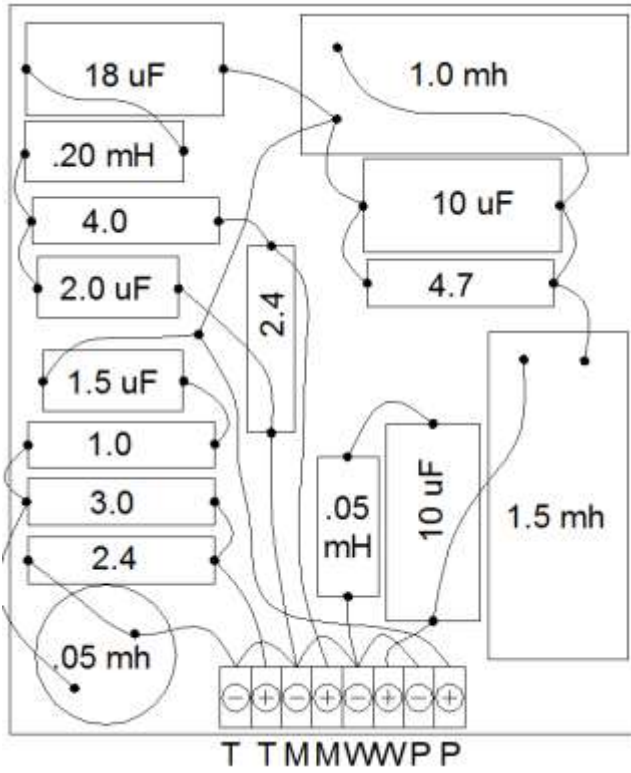 18 uF
1.0 mh
.20 mH
4.0
10 uF
2.0 uF
4.7
2.4
1.5 uF
1.0
3.0
2.4
.05
mH
10 uF
1.5 mh
.05 mh
− + − + − + − +
T T M M W W P P